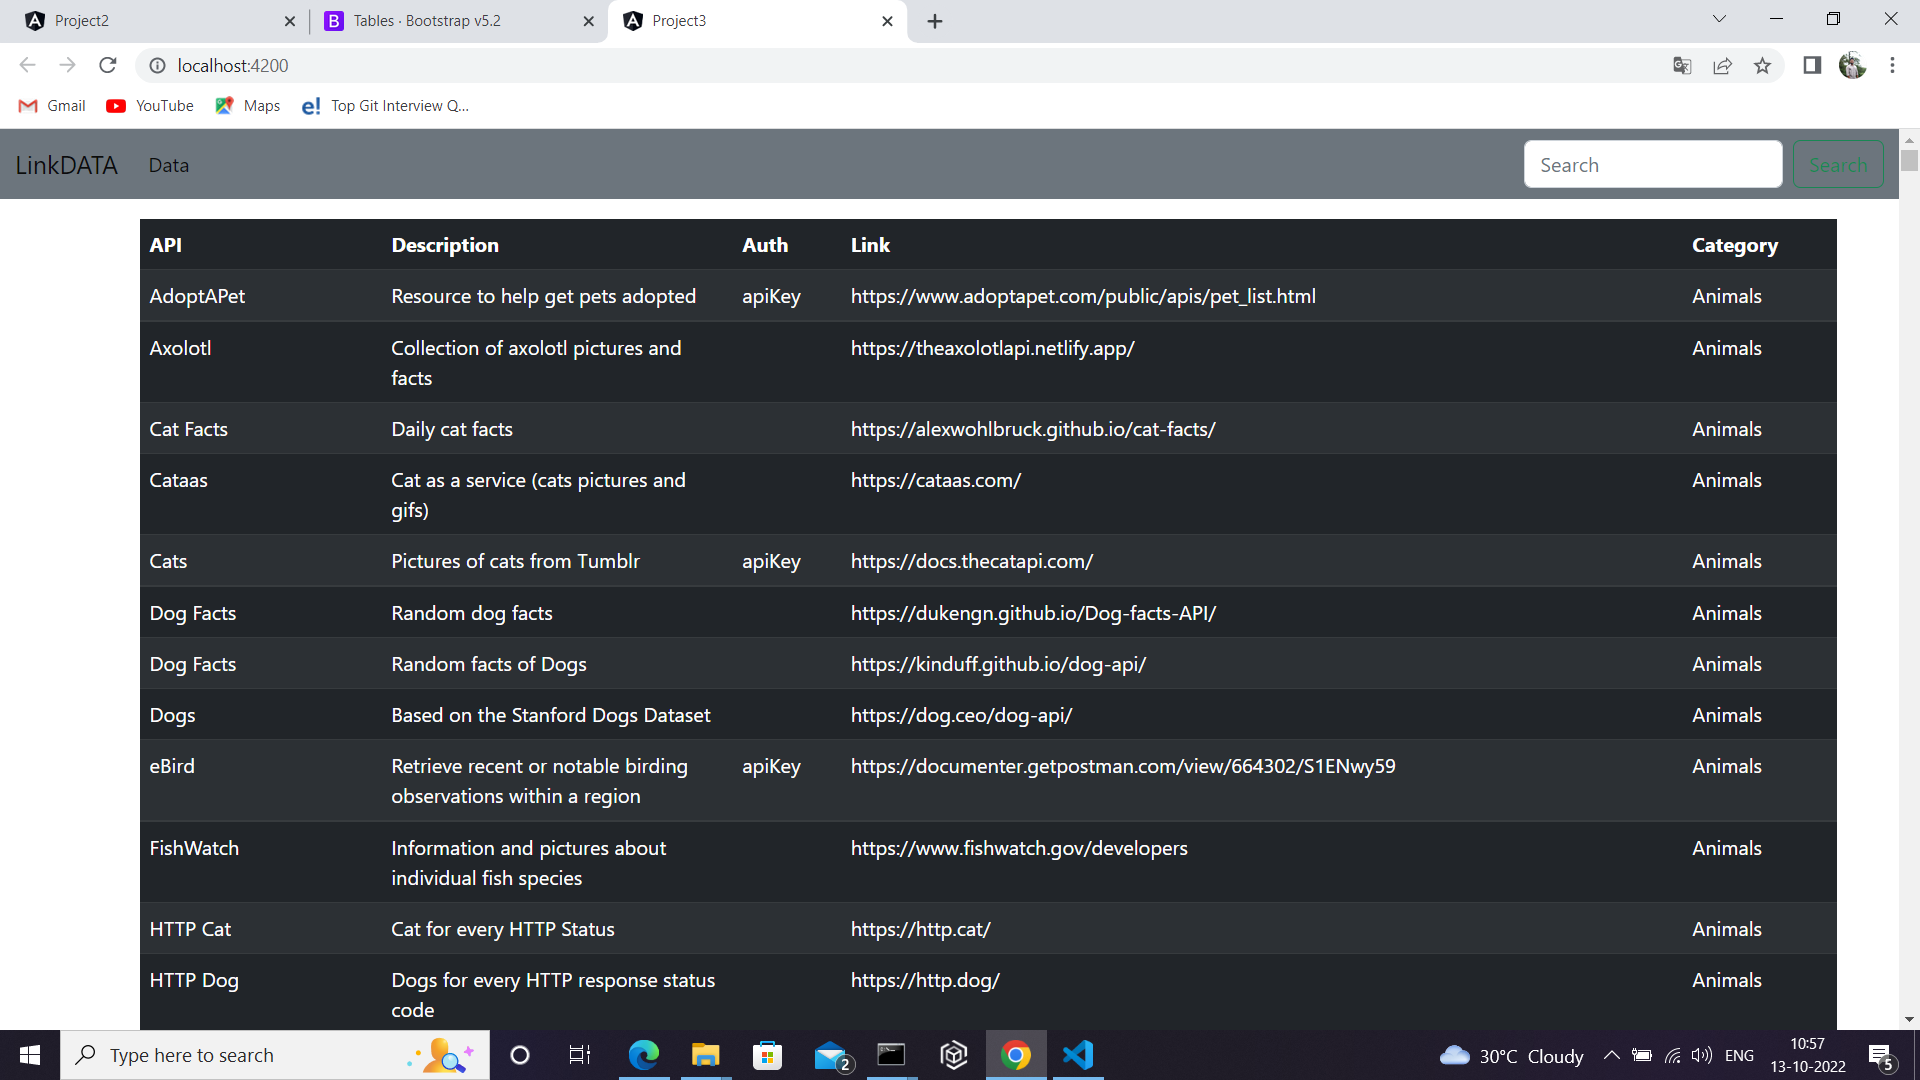 Project2
Tables · Bootstrap v5.2
Project3
localhost:4200
Gmail
YouTube
Maps
e! Top Git Interview Q...
LinkDATA
Data
Search
Search
API Description Auth Link Category
AdoptAPet Resource to help get pets adopted apiKey https://www.adoptapet.com/public/apis/pet_list.html Animals
Axolotl Collection of axolotl pictures and https://theaxolotlapi.netlify.app/ Animals
facts
Cat Facts Daily cat facts https://alexwohlbruck.github.io/cat-facts/ Animals
Cataas Cat as a service (cats pictures and https://cataas.com/ Animals
gifs)
Cats Pictures of cats from Tumblr apiKey https://docs.thecatapi.com/ Animals
Dog Facts Random dog facts https://dukengn.github.io/Dog-facts-API/ Animals
Dog Facts Random facts of Dogs https://kinduff.github.io/dog-api/ Animals
Dogs Based on the Stanford Dogs Dataset https://dog.ceo/dog-api/ Animals
eBird Retrieve recent or notable birding apiKey https://documenter.getpostman.com/view/664302/S1ENwy59 Animals
observations within a region
FishWatch Information and pictures about https://www.fishwatch.gov/developers Animals
individual fish species
HTTP Cat Cat for every HTTP Status https://http.cat/ Animals
HTTP Dog Dogs for every HTTP response status https://http.dog/ Animals
code
Type here to search
2
30°C Cloudy
ENG
10:57
13-10-2022
5